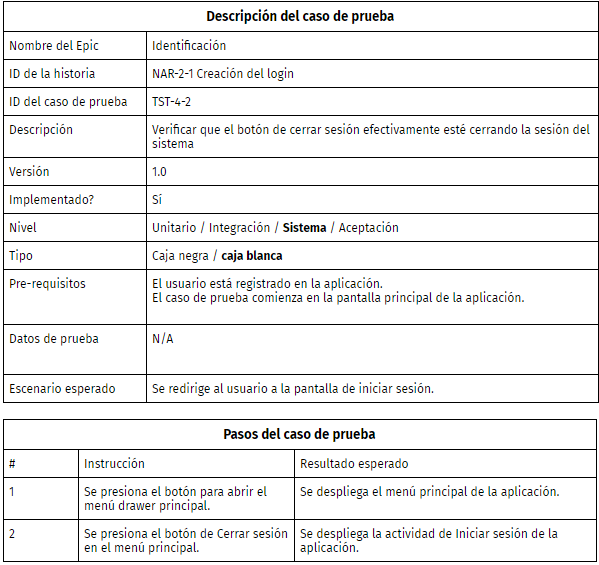 Descripción del caso de prueba
Nombre del Epic
Identificación
ID de la historia
NAR-2-1 Creación del login
ID del caso de prueba
TST-4-2
Descripción
Verificar que el botón de cerrar sesión efectivamente esté cerrando la sesión del
sistema
Versión
1.0
Implementado?
Sí
Nivel
Unitario / Integración / Sistema / Aceptación
Tipo
Caja negra / caja blanca
Pre-requisitos
El usuario está registrado en la aplicación.
El caso de prueba comienza en la pantalla principal de la aplicación.
Datos de prueba
N/A
Escenario esperado
Se redirige al usuario a la pantalla de iniciar sesión.
Pasos del caso de prueba
#
Instrucción
Resultado esperado
1
Se presiona el botón para abrir el
menú drawer principal.
Se despliega el menú principal de la aplicación.
2
Se presiona el botón de Cerrar sesión
en el menú principal.
Se despliega la actividad de Iniciar sesión de la
aplicación.